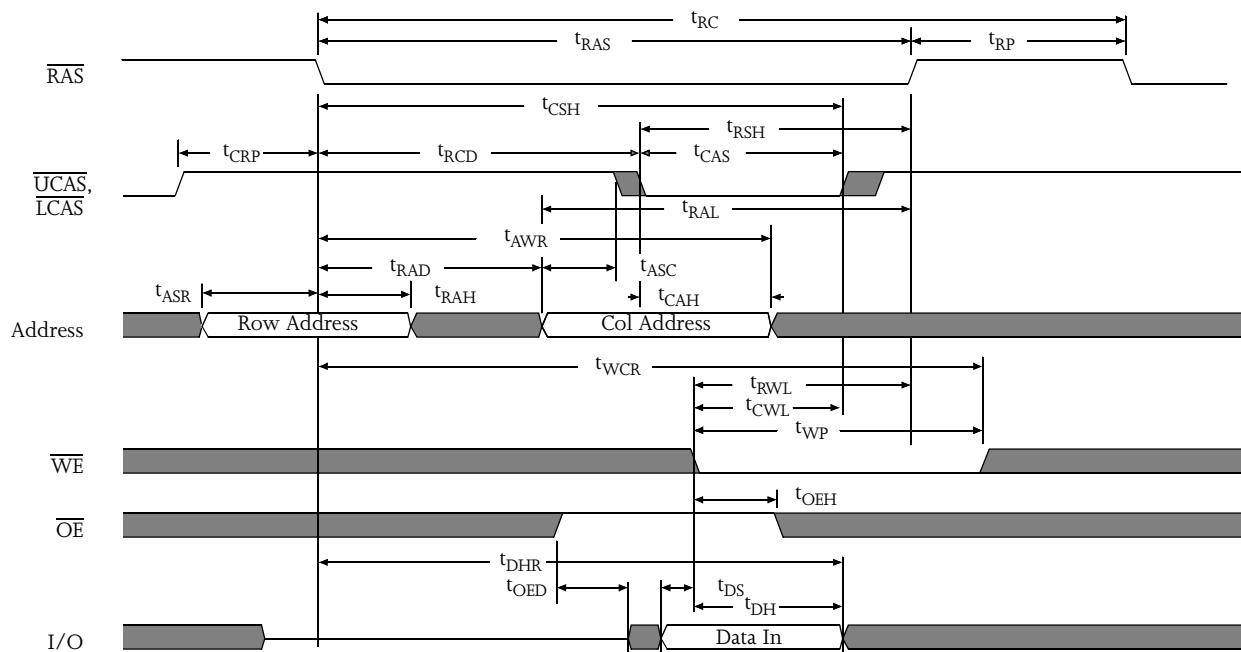 tRC
tRAS
tRP
RAS
tCSH
tRSH
tCRP
tRCD
tCAS
UCAS,
LCAS
tRAL
tAWR
tRAD
tASC
tASR
tRAH
tCAH
Address
Row Address
Col Address
tWCR
tRWL
tCWL
tWP
WE
tOEH
OE
tDHR
tOED
tDS
tDH
I/O
Data In